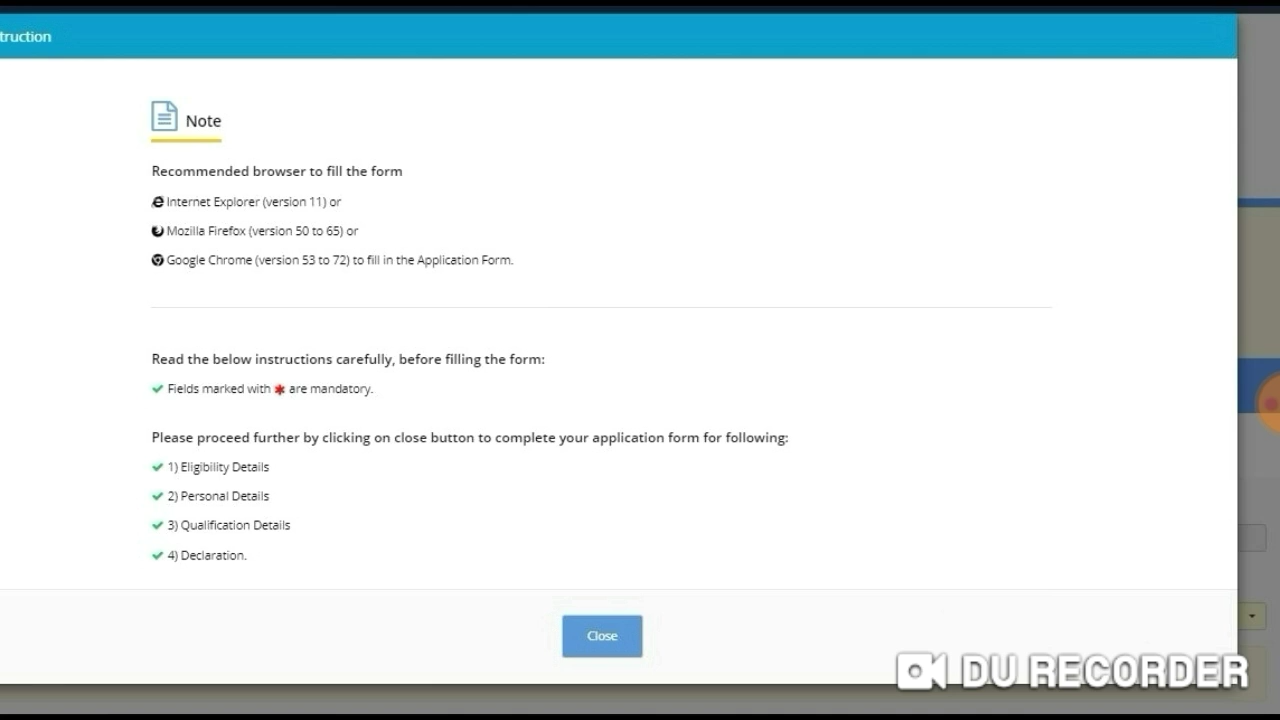 truction
Note
Recommended browser to fill the form
Internet Explorer (version 11) or
Mozilla Firefox (version 50 to 65) or
Google Chrome (version 53 to 72) to fill in the Application Form.
Read the below instructions carefully, before filling the form:
Fields marked with * are mandatory.
Please proceed further by clicking on close button to complete your application form for following:
1) Eligibility Details
2) Personal Details
3) Qualification Details
4) Declaration.
Close
DU RECORDER